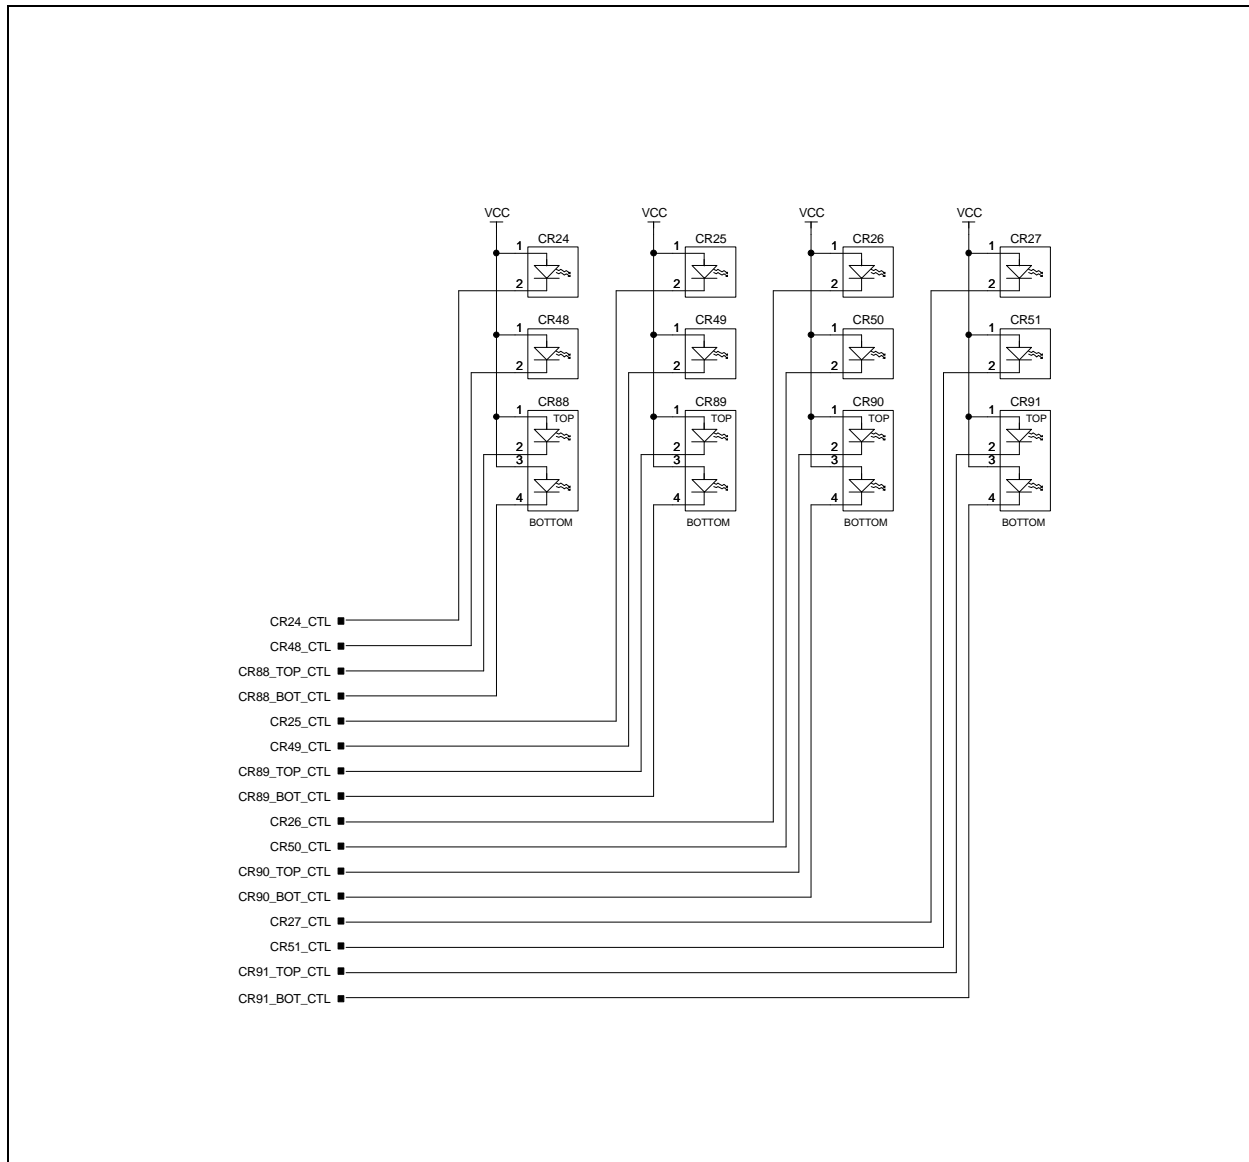 VCC VCC VCC VCC
CR24 CR25 CR26 CR27
1 1 1 1
2 2 2 2
CR48 CR49 CR50 CR51
1 1 1 1
2 2 2 2
CR88 CR89 CR90 CR91
1 TOP 1 TOP 1 TOP 1 TOP
2 2 2 2
3 3 3 3
4 4 4 4
BOTTOM BOTTOM BOTTOM BOTTOM
CR24_CTL
CR48_CTL
CR88_TOP_CTL
CR88_BOT_CTL
CR25_CTL
CR49_CTL
CR89_TOP_CTL
CR89_BOT_CTL
CR26_CTL
CR50_CTL
CR90_TOP_CTL
CR90_BOT_CTL
CR27_CTL
CR51_CTL
CR91_TOP_CTL
CR91_BOT_CTL